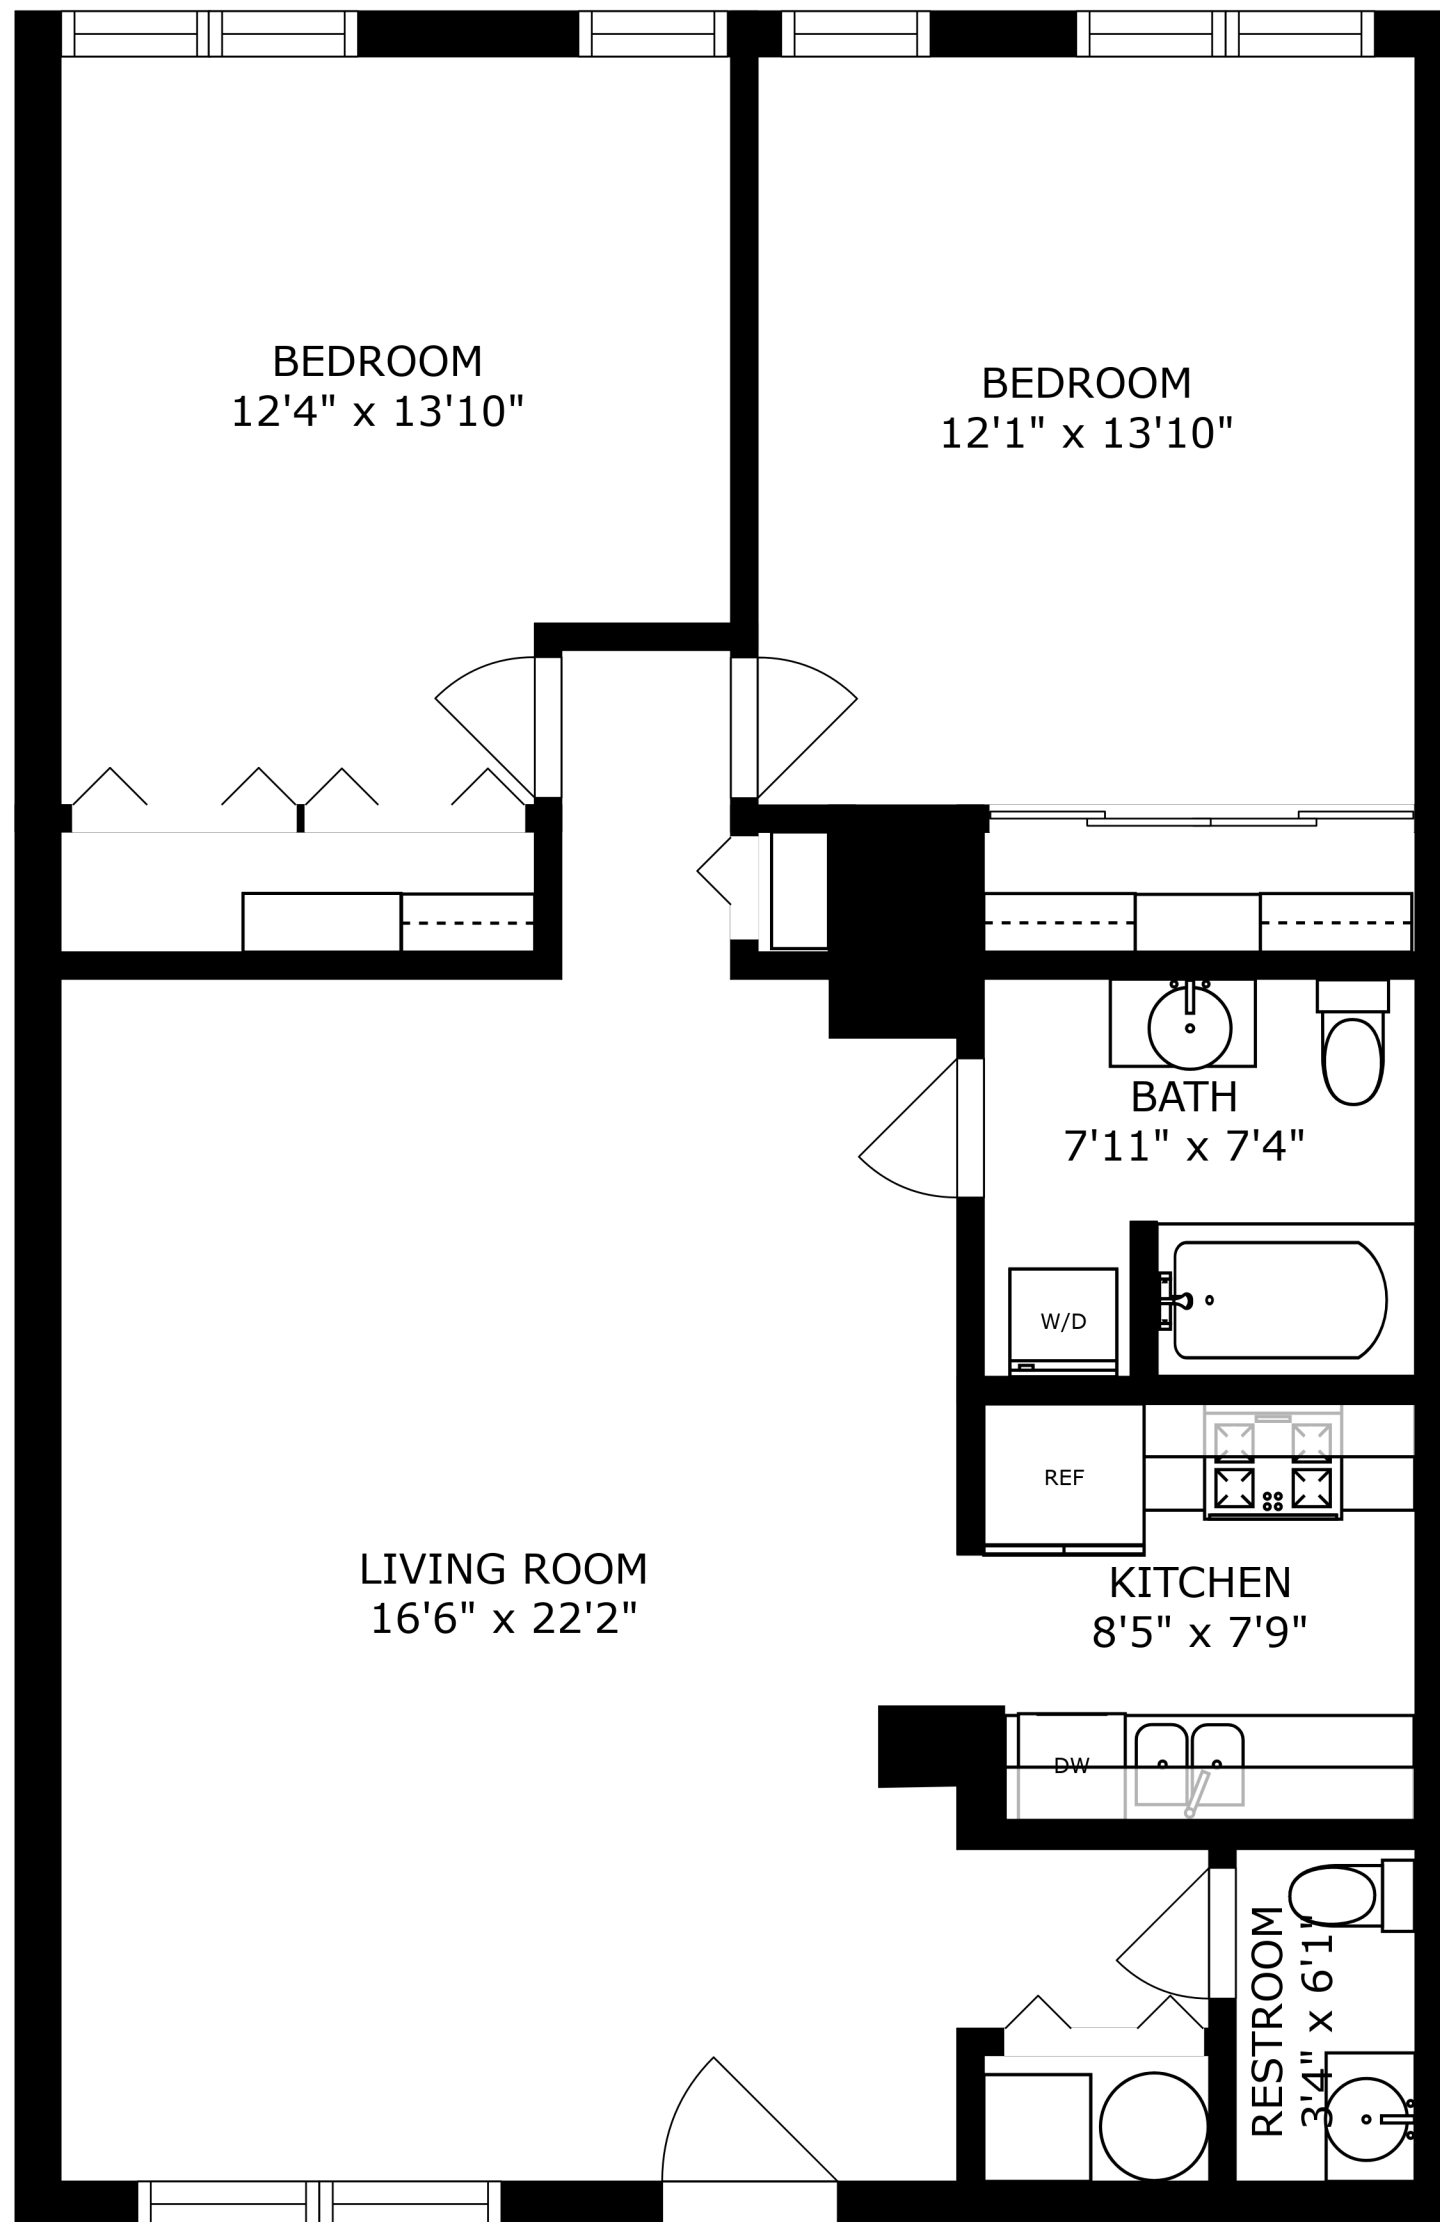 BEDROOM
12'4" x 13'10"
BEDROOM
12'1" x 13'10"
BATH
7'11" x 7'4"
W/D
REF
LIVING ROOM
16'6" x 22'2"
KITCHEN
8'5" x 7'9"
DW
RESTROOM
3'4" x 6'1"